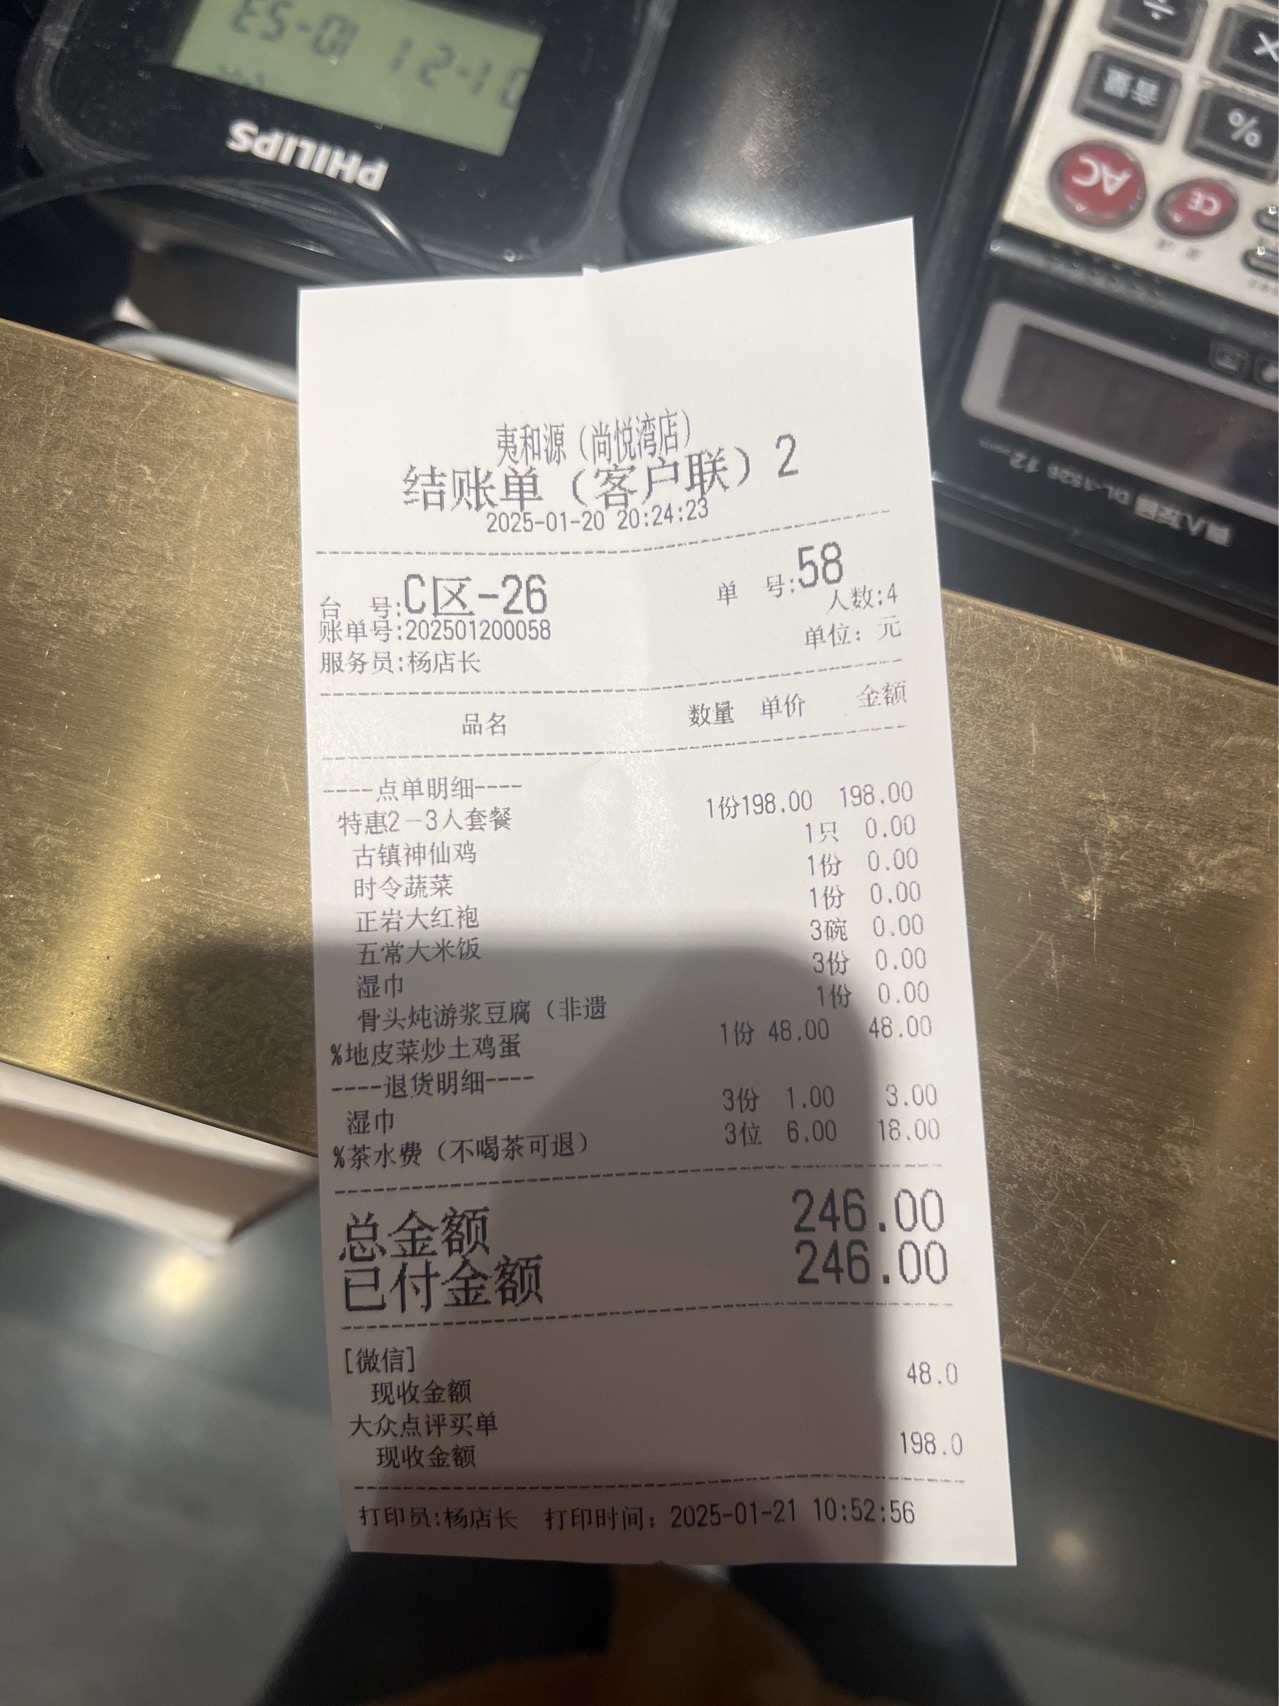 PHILIPS
÷
×
音量
%
AC
CE
夷和源（尚悦湾店）
结账单（客户联）2
2025-01-20 20:24:23
台 号:C区-26 单 号:58
人数:4
账单号:202501200058
单位: 元
服务员:杨店长
品名 数量 单价 金额
----点单明细----
特惠2-3人套餐 1份198.00 198.00
古镇神仙鸡 1只 0.00
时令蔬菜 1份 0.00
正岩大红袍 1份 0.00
五常大米饭 3碗 0.00
湿巾 3份 0.00
骨头炖游浆豆腐（非遗 1份 0.00
%地皮菜炒土鸡蛋 1份 48.00 48.00
----退货明细----
湿巾 3份 1.00 3.00
%茶水费（不喝茶可退） 3位 6.00 18.00
总金额 246.00
已付金额 246.00
[微信]
现收金额 48.0
大众点评买单
现收金额 198.0
打印员:杨店长 打印时间: 2025-01-21 10:52:56